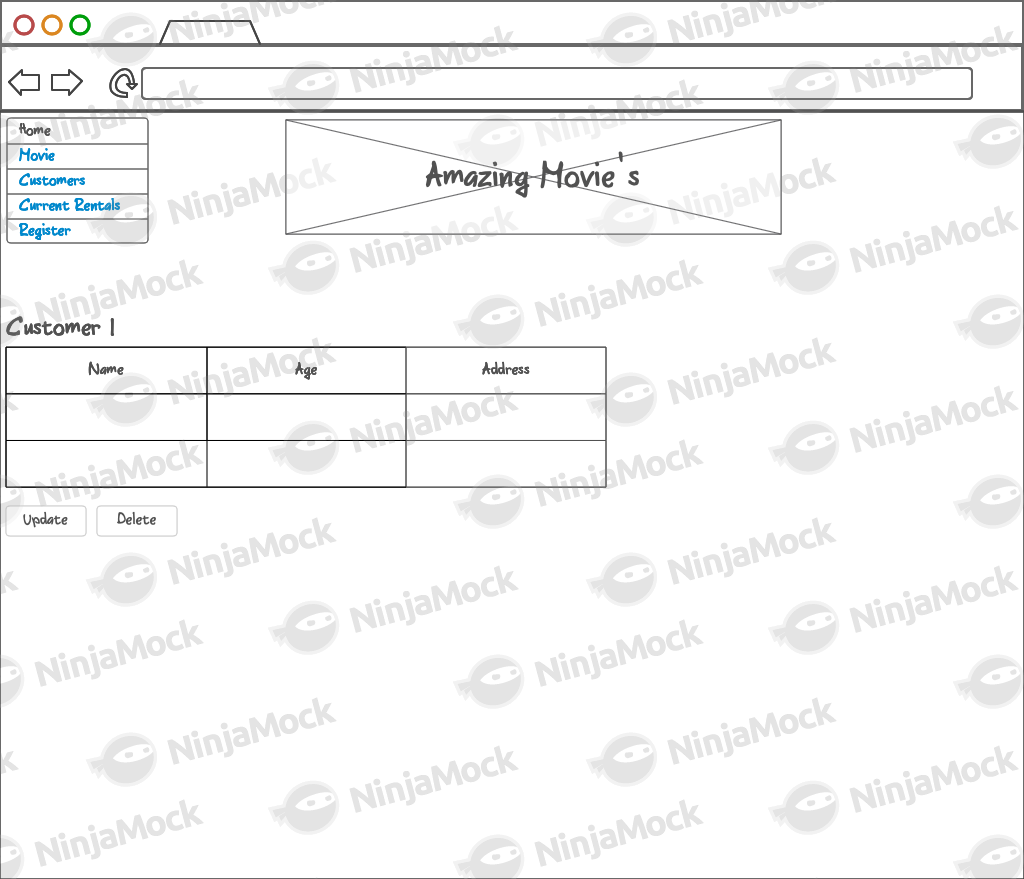 Home
Movie
Customers
Current Rentals
Register
Amazing Movie's
Customer 1
Name Age Address
Update Delete
NinjaMock